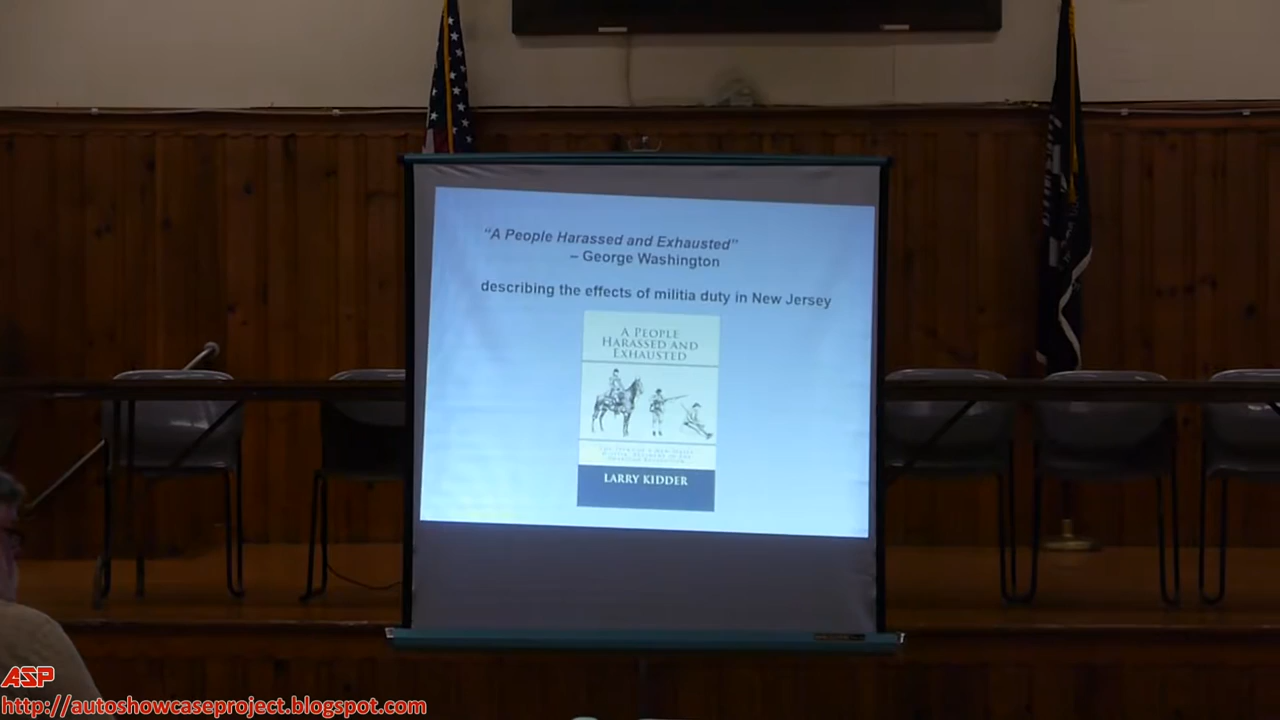 “A People Harassed and Exhausted”
– George Washington
describing the effects of militia duty in New Jersey
A PEOPLE
HARASSED AND
EXHAUSTED
LARRY KIDDER
ASP
http://autoshowcaseproject.blogspot.com